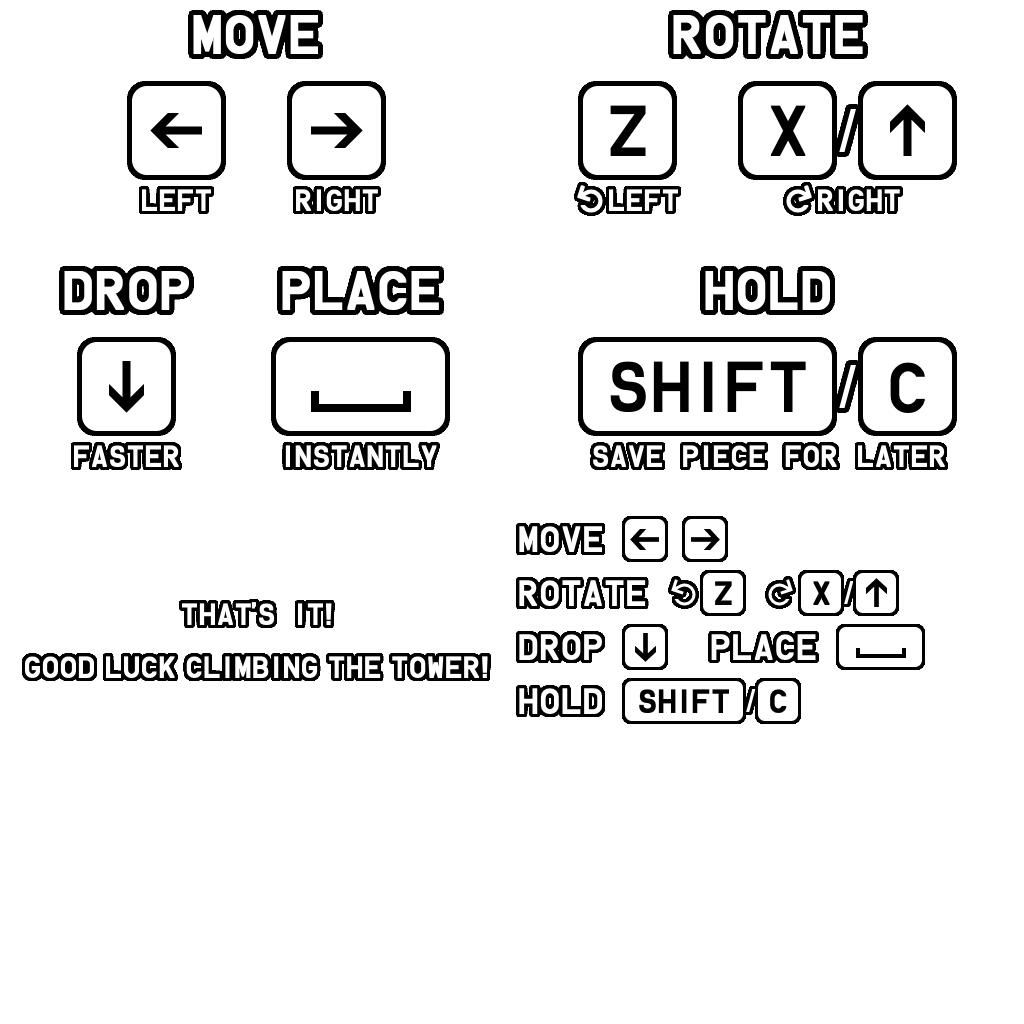 MOVE
← →
LEFT RIGHT
ROTATE
Z X/↑
LEFT RIGHT
DROP PLACE
↓
FASTER INSTANTLY
HOLD
SHIFT/C
SAVE PIECE FOR LATER
THAT'S IT!
GOOD LUCK CLIMBING THE TOWER!
MOVE ← →
ROTATE Z X/↑
DROP ↓ PLACE
HOLD SHIFT/C